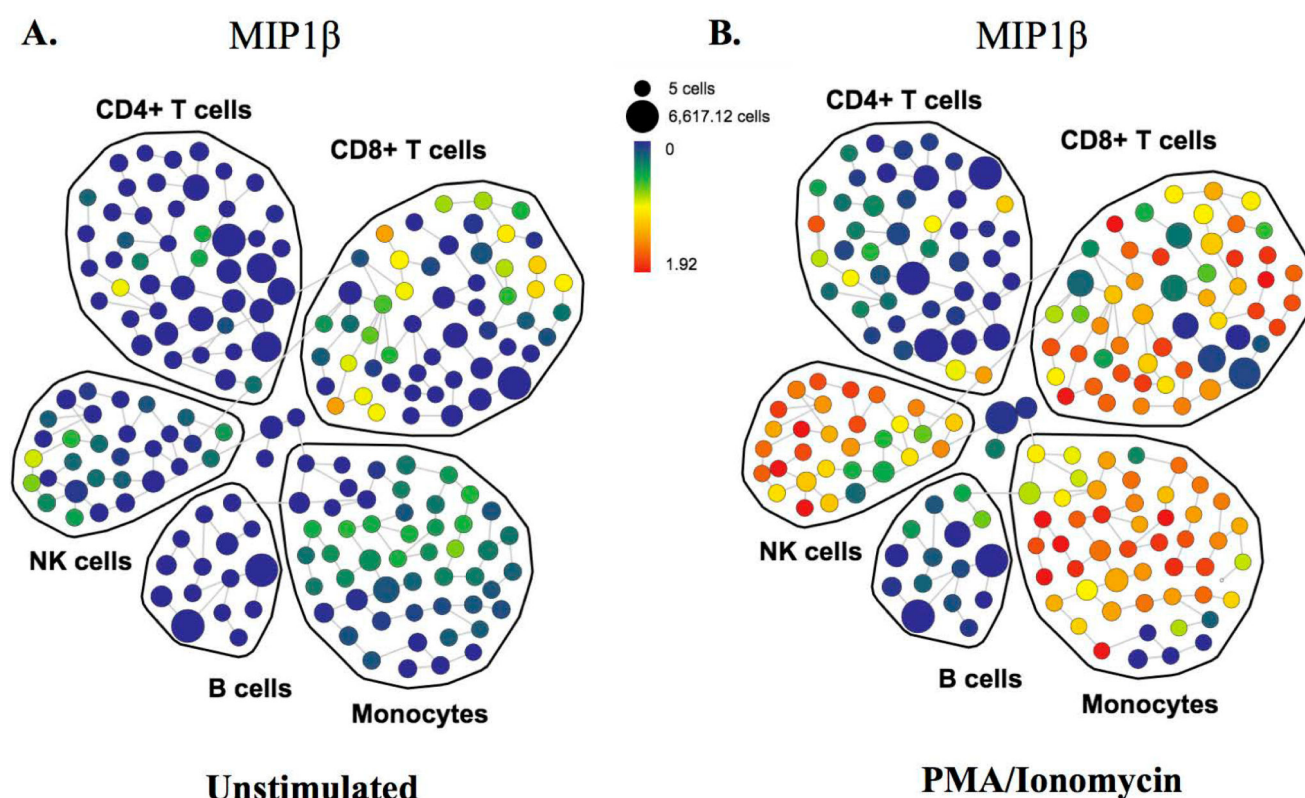 A.
MIP1β
B.
MIP1β
5 cells
6,617.12 cells
0
1.92
CD4+ T cells
CD8+ T cells
NK cells
B cells
Monocytes
Unstimulated
CD4+ T cells
CD8+ T cells
NK cells
B cells
Monocytes
PMA/Ionomycin